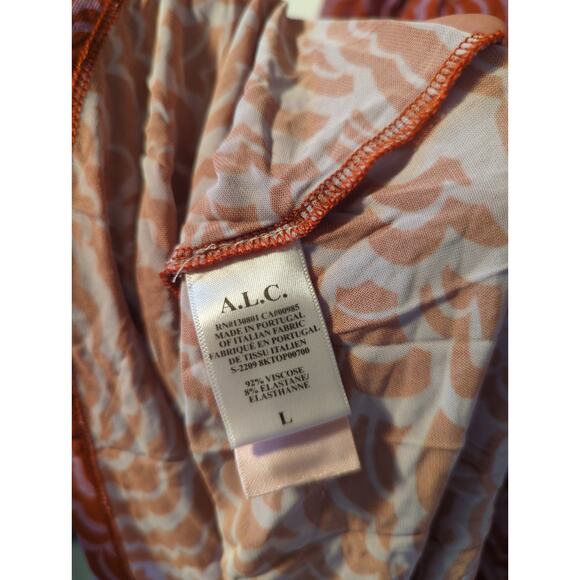 A.L.C.
RN#130801 CA#00985
MADE IN PORTUGAL
OF ITALIAN FABRIC
FABRIQUÉ EN PORTUGAL
DE TISSU ITALIEN
S-2209 8KTOP00700
92% VISCOSE
8% ELASTANE/
ELASTHANNE
L